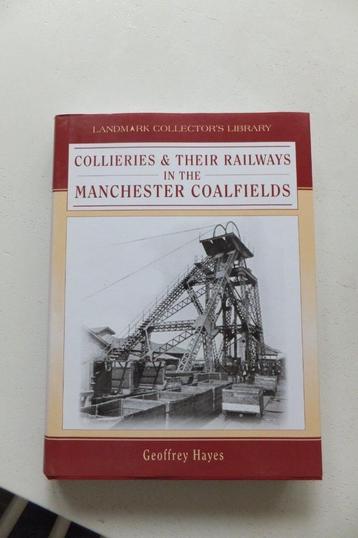 LANDMARK COLLECTOR'S LIBRARY
COLLIERIES & THEIR RAILWAYS
IN THE
MANCHESTER COALFIELDS
Geoffrey Hayes